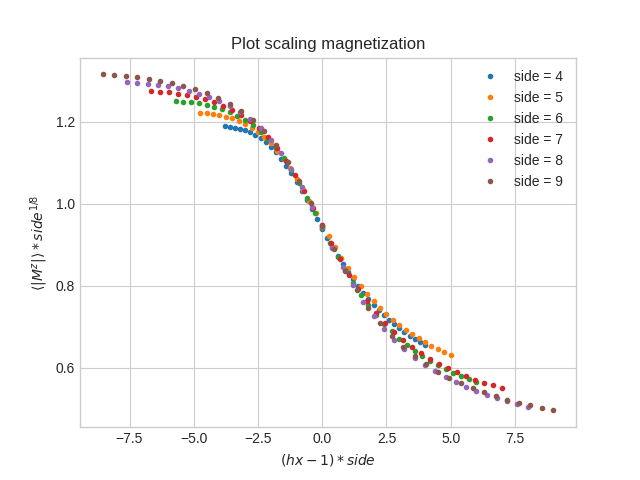 Plot scaling magnetization
⟨|M^z|⟩ * side^{1/8}
1.2
1.0
0.8
0.6
side = 4
side = 5
side = 6
side = 7
side = 8
side = 9
−7.5 −5.0 −2.5 0.0 2.5 5.0 7.5
(hx − 1) * side